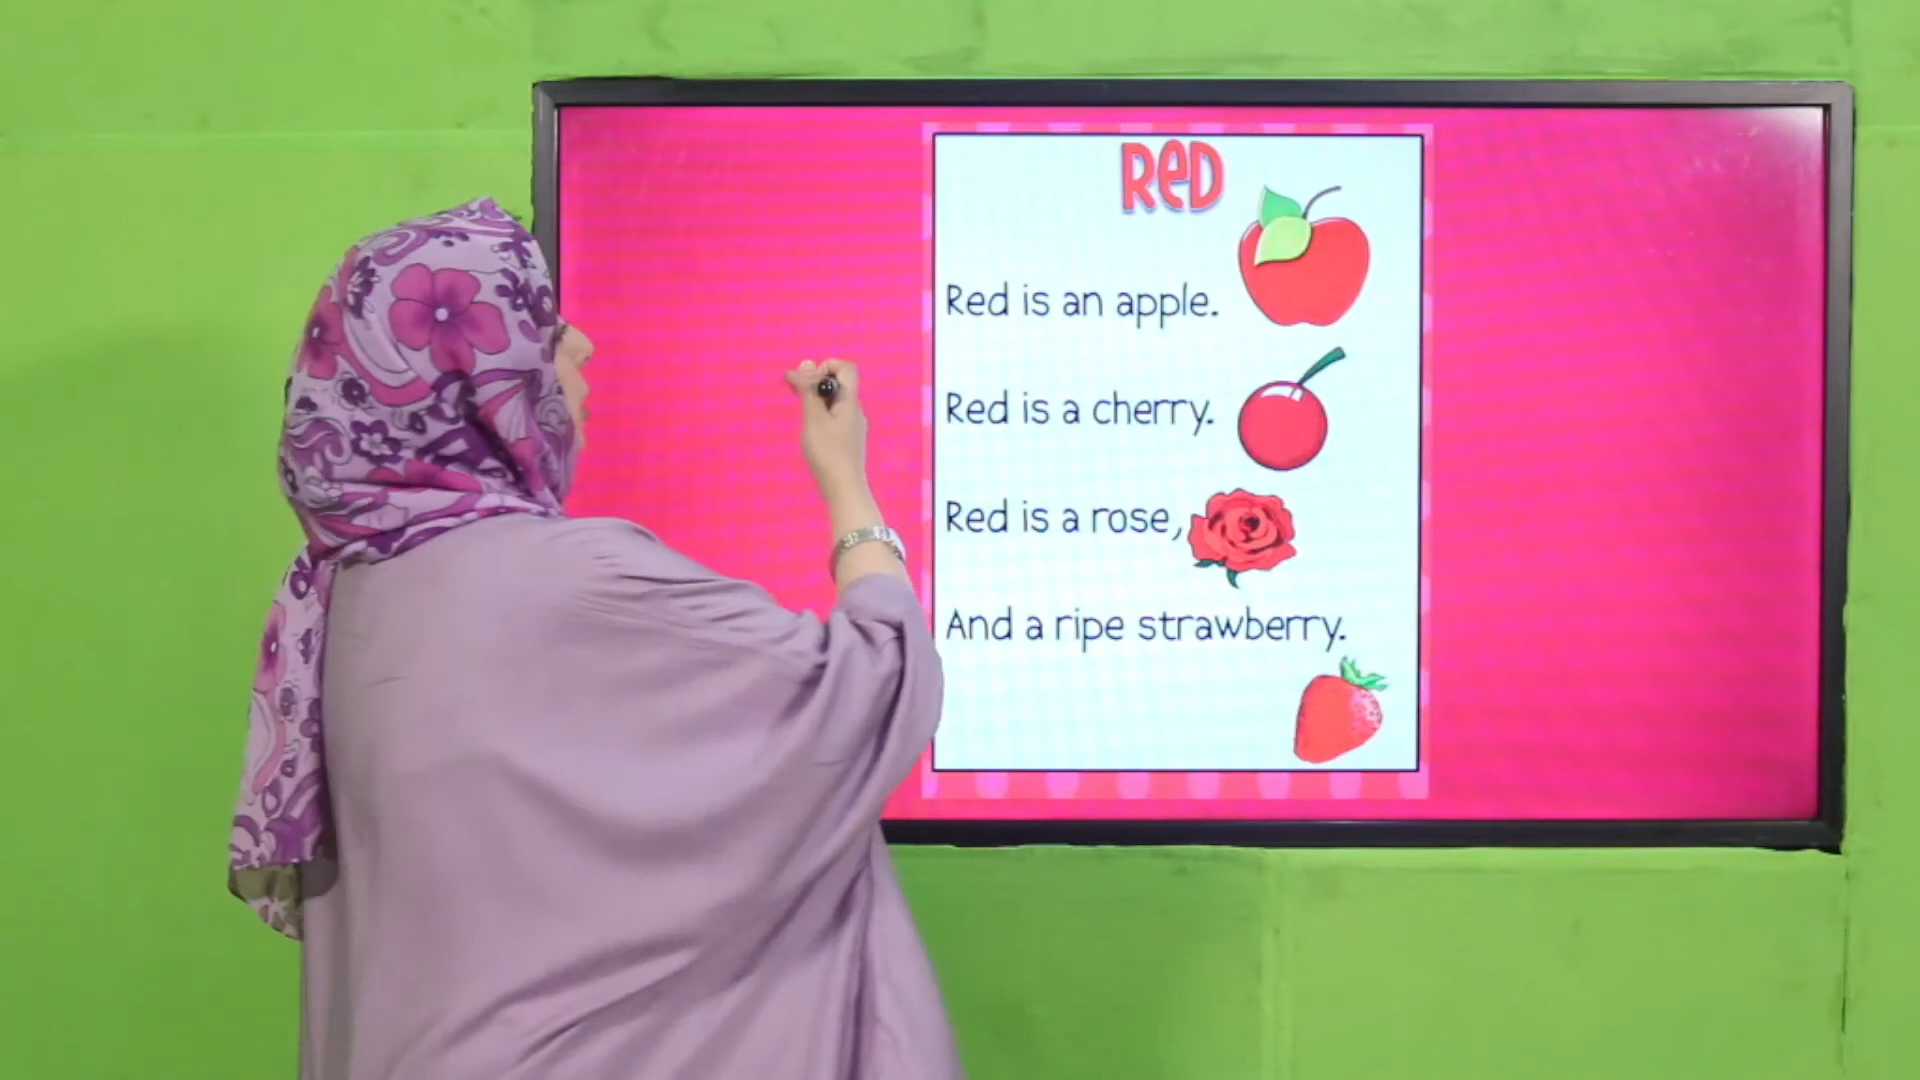 ReD
Red is an apple.
Red is a cherry.
Red is a rose,
And a ripe strawberry.